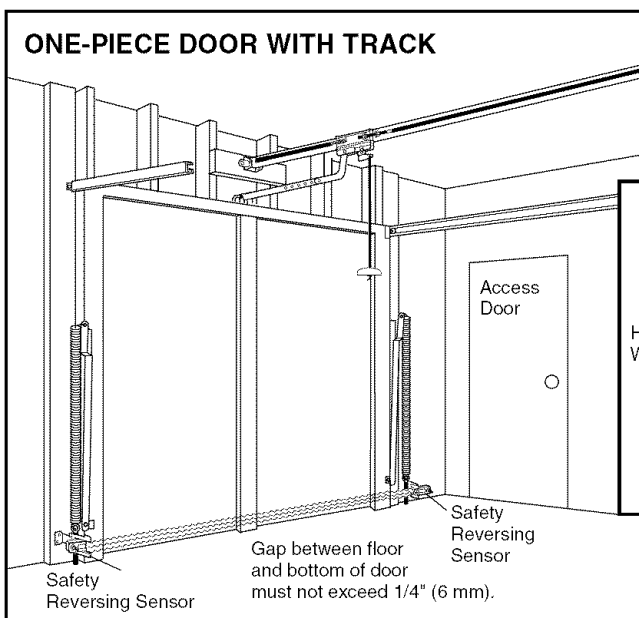 ONE-PIECE DOOR WITH TRACK
Access
Door
H
W
Safety
Reversing
Sensor
Gap between floor
and bottom of door
must not exceed 1/4" (6 mm).
Safety
Reversing Sensor